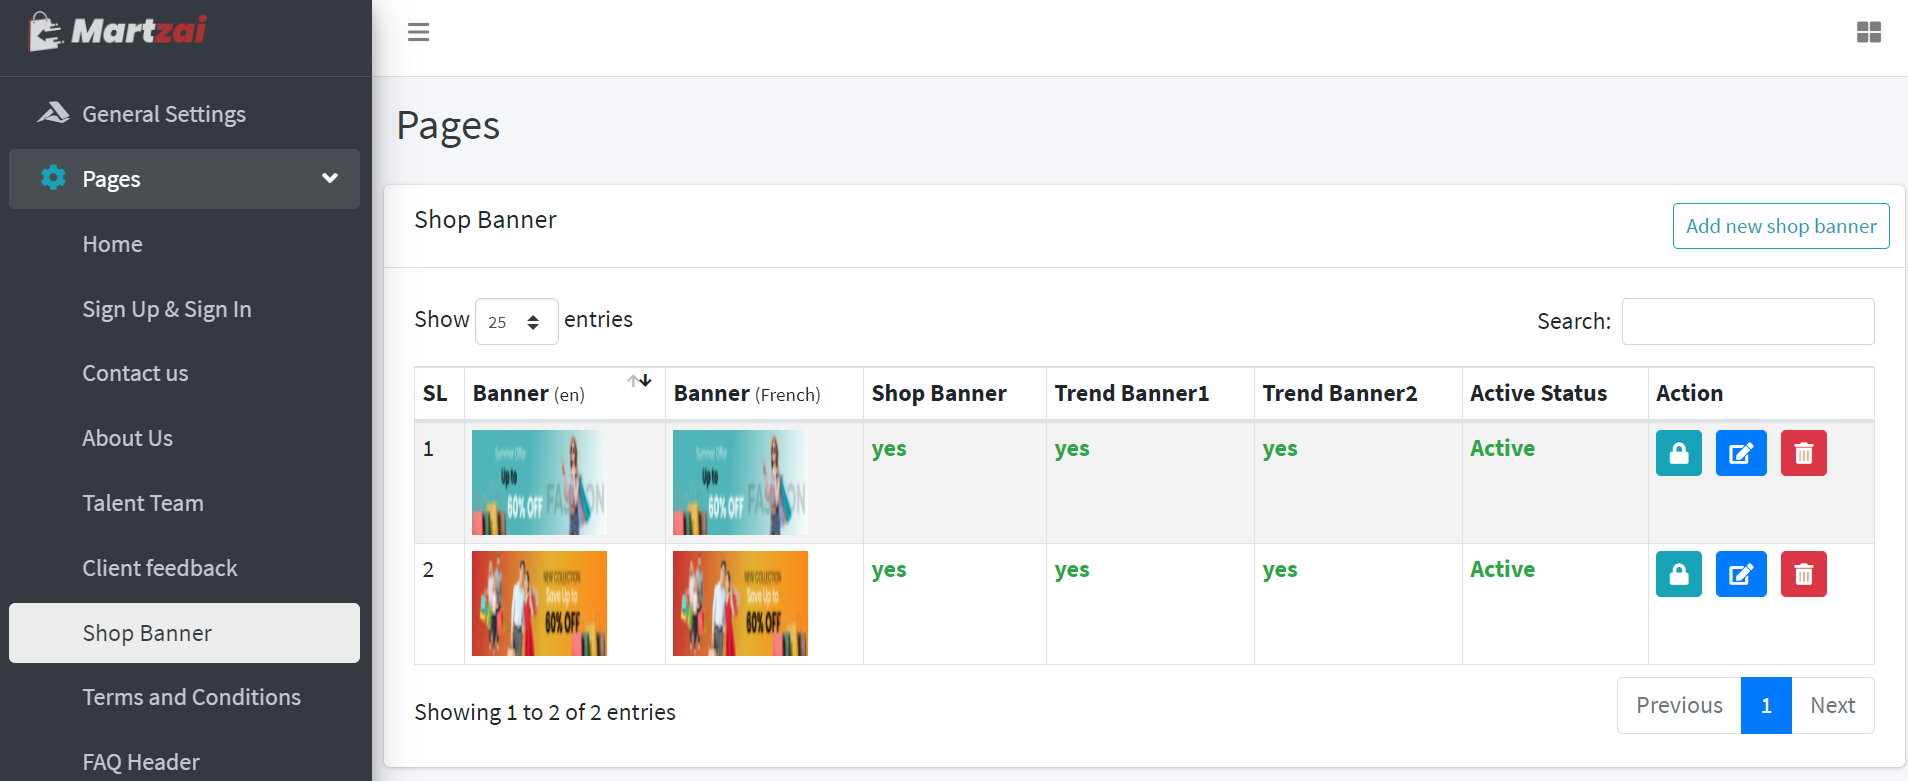 Martzai
General Settings
Pages
Home
Sign Up & Sign In
Contact us
About Us
Talent Team
Client feedback
Shop Banner
Terms and Conditions
FAQ Header
Pages
Shop Banner
Add new shop banner
Show 25 entries
Search:
SL Banner (en) Banner (French) Shop Banner Trend Banner1 Trend Banner2 Active Status Action
1 yes yes yes Active
Summer Offer
Up to
60% OFF
FASHION
Summer Offer
Up to
60% OFF
FASHION
2 yes yes yes Active
NEW COLLECTION
Save Up to
60% OFF
NEW COLLECTION
Save Up to
60% OFF
Showing 1 to 2 of 2 entries
Previous 1 Next